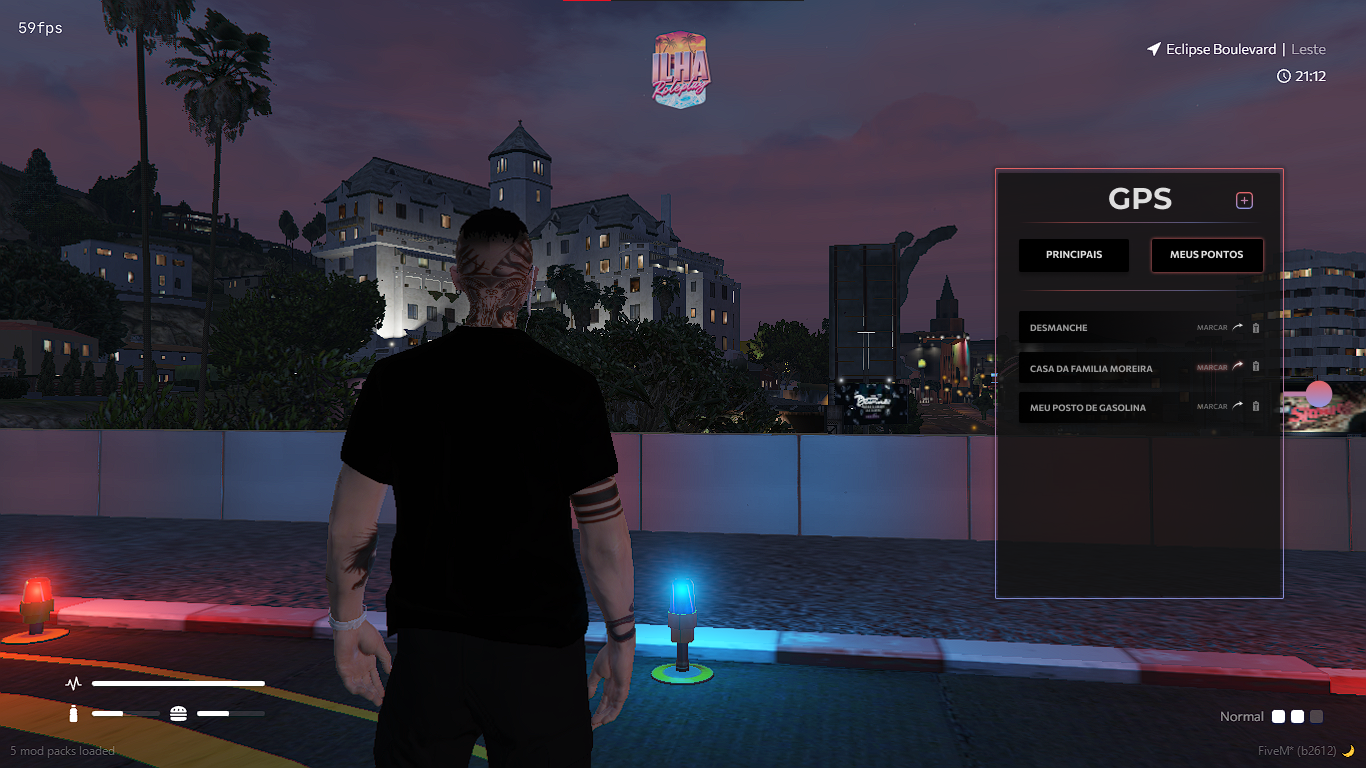 59fps
ILHA
Roleplay
Eclipse Boulevard | Leste
21:12
GPS
PRINCIPAIS
MEUS PONTOS
DESMANCHE MARCAR
CASA DA FAMILIA MOREIRA MARCAR
MEU POSTO DE GASOLINA MARCAR
Normal
5 mod packs loaded
FiveM* (b2612)